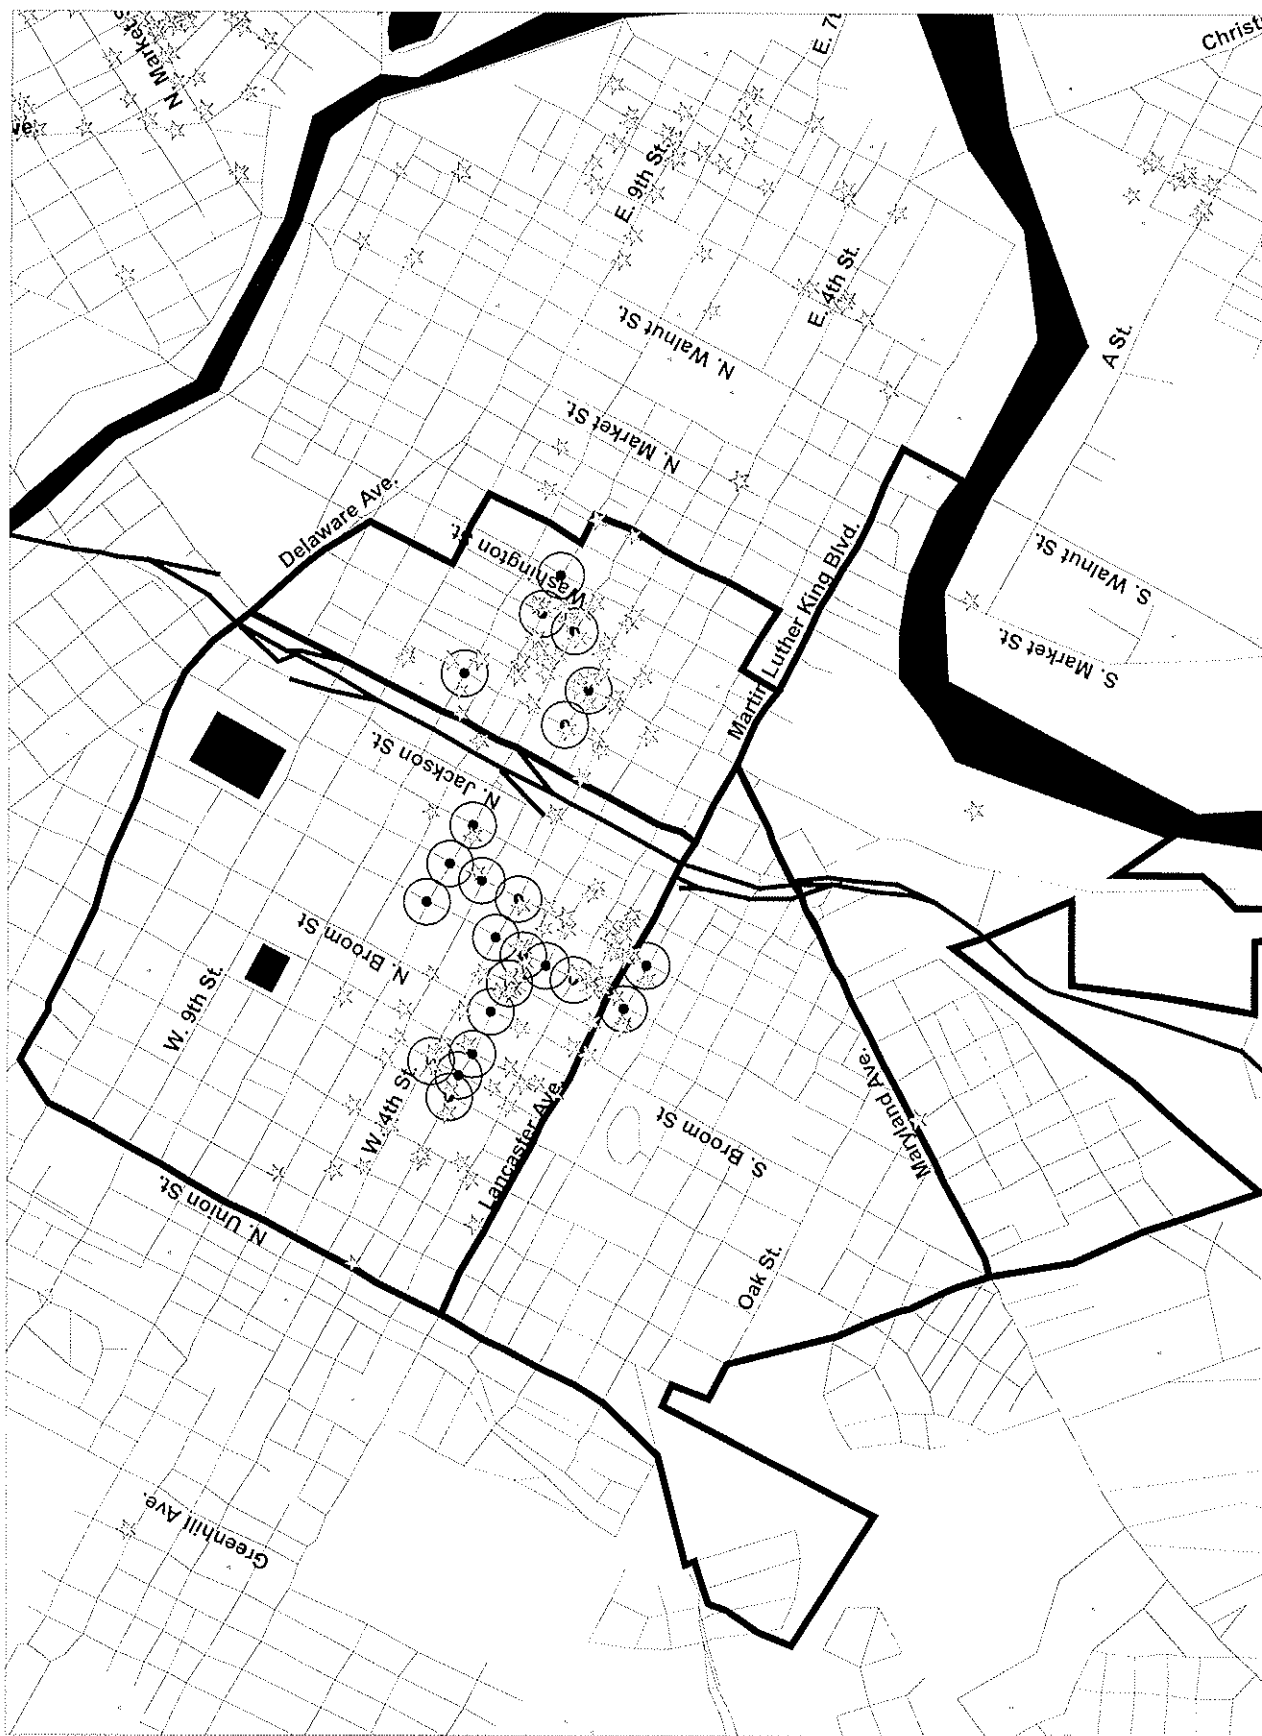 N. Market S
Christ
E. 7t
ve
E. 9th St.
E. 4th St.
N. Walnut St.
A St.
N. Market St.
Delaware Ave.
Washington St.
Martin Luther King Blvd.
S. Walnut St.
S. Market St.
N. Jackson St.
N. Broom St
W. 9th St.
W. 4th St.
Lancaster Ave.
Maryland Ave.
S. Broom St
N. Union St.
Oak St.
Greenhill Ave.